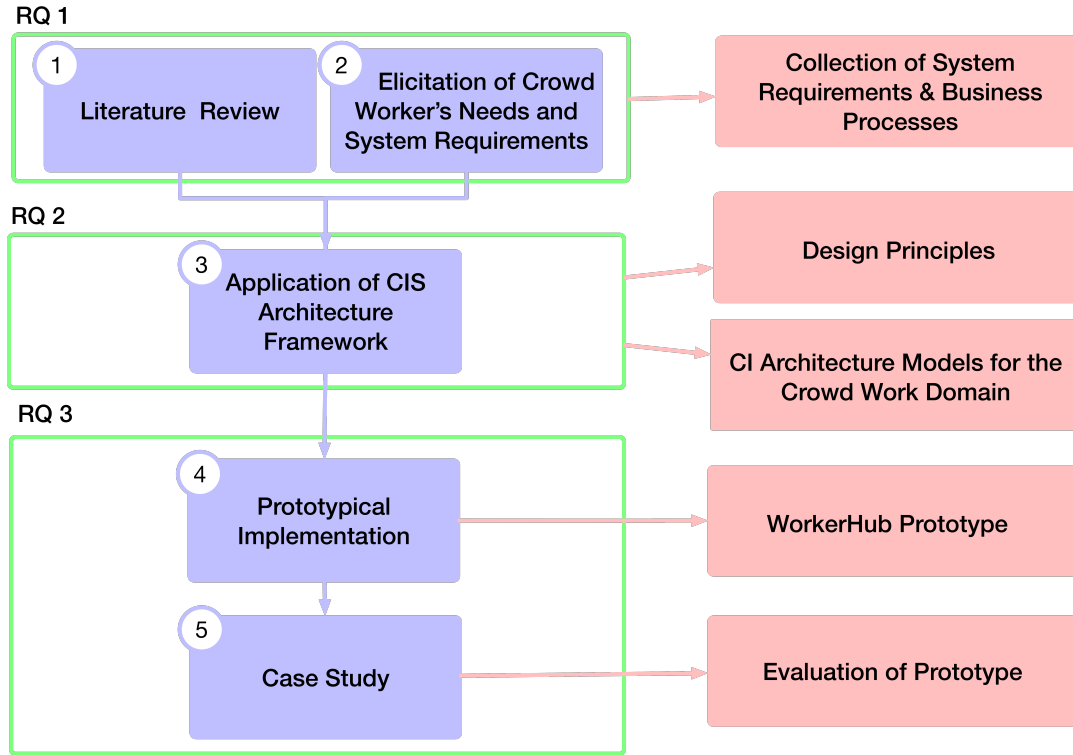 RQ 1
1
Literature  Review
2
Elicitation of Crowd
Worker's Needs and
System Requirements
Collection of System
Requirements & Business
Processes
RQ 2
3
Application of CIS
Architecture
Framework
Design Principles
CI Architecture Models for the
Crowd Work Domain
RQ 3
4
Prototypical
Implementation
WorkerHub Prototype
5
Case Study
Evaluation of Prototype